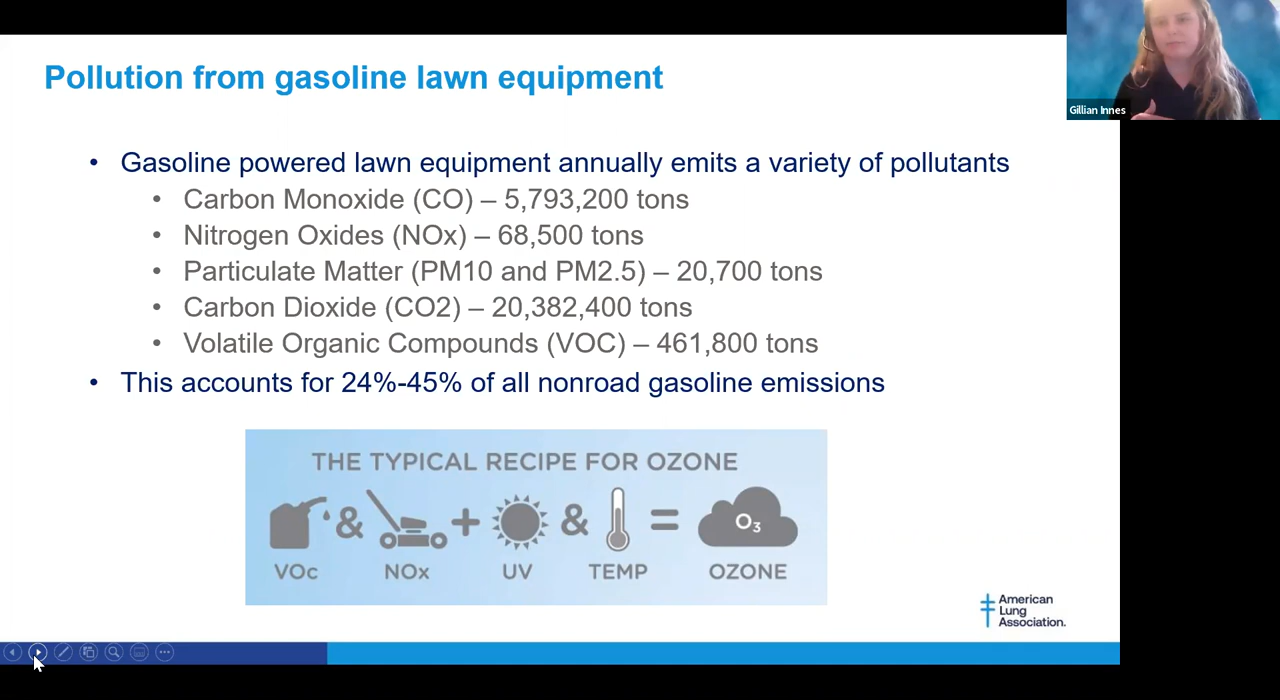 Pollution from gasoline lawn equipment
Gillian Innes
• Gasoline powered lawn equipment annually emits a variety of pollutants
• Carbon Monoxide (CO) – 5,793,200 tons
• Nitrogen Oxides (NOx) – 68,500 tons
• Particulate Matter (PM10 and PM2.5) – 20,700 tons
• Carbon Dioxide (CO2) – 20,382,400 tons
• Volatile Organic Compounds (VOC) – 461,800 tons
• This accounts for 24%-45% of all nonroad gasoline emissions
THE TYPICAL RECIPE FOR OZONE
& + & = O₃
VOc NOx UV TEMP OZONE
American
Lung
Association.